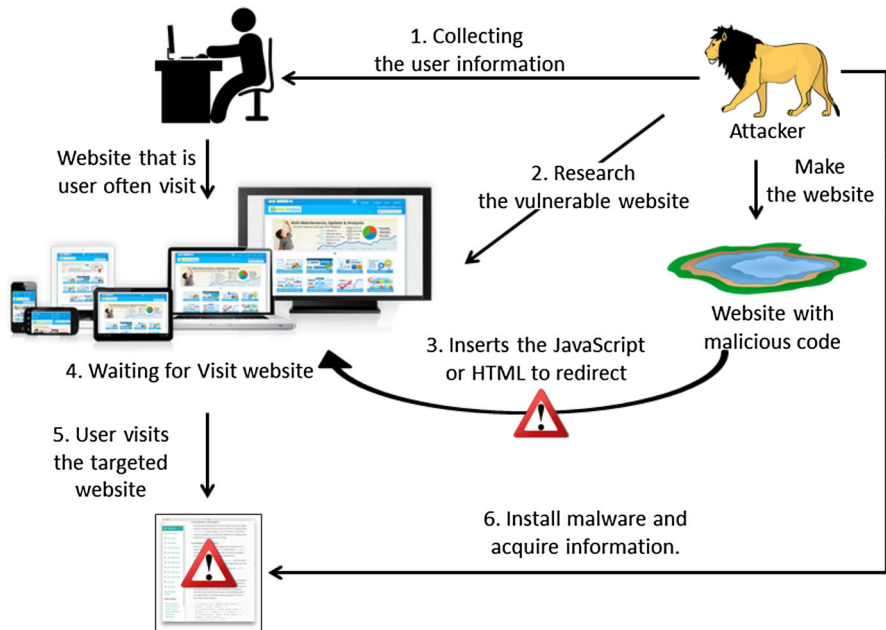 1. Collecting
the user information
Attacker
Website that is
user often visit
2. Research
the vulnerable website
Make
the website
Website with
malicious code
3. Inserts the JavaScript
or HTML to redirect
4. Waiting for Visit website
5. User visits
the targeted
website
6. Install malware and
acquire information.